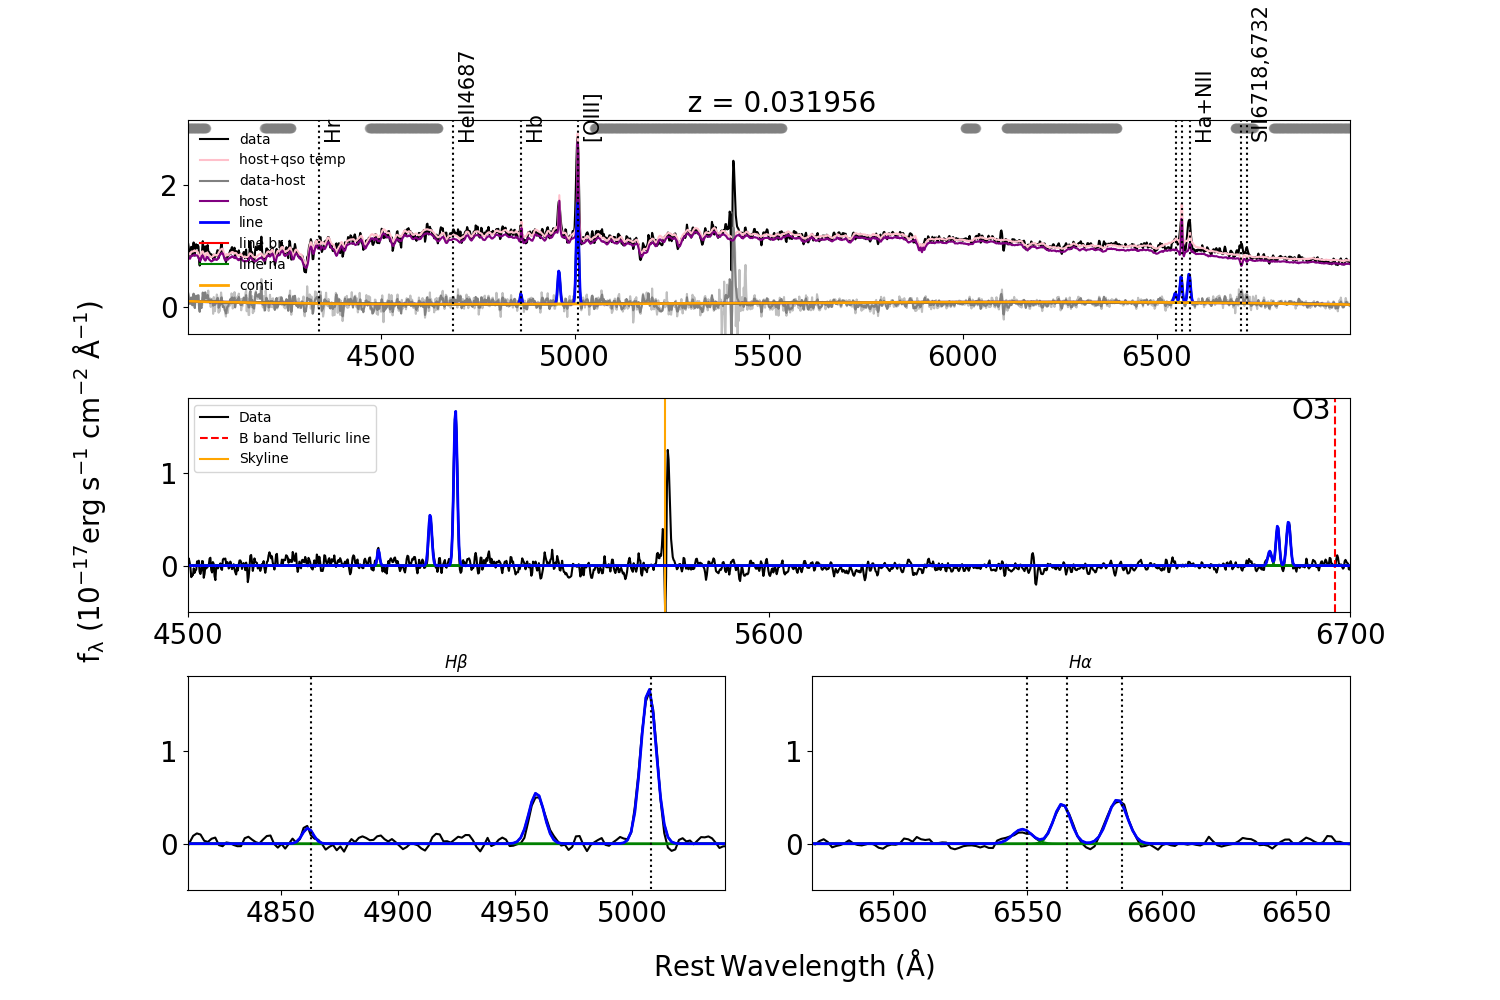 z = 0.031956
Hr
HeII4687
Hb
[OIII]
Ha+NII
SII6718,6732
data
host+qso temp
data-host
host
line
line br
line na
conti
2
0
4500
5000
5500
6000
6500
Data
B band Telluric line
Skyline
O3
1
0
4500
5600
6700
fλ (10−17erg s−1 cm−2 Å−1)
Hβ
1
0
4850
4900
4950
5000
Hα
1
0
6500
6550
6600
6650
Rest Wavelength (Å)